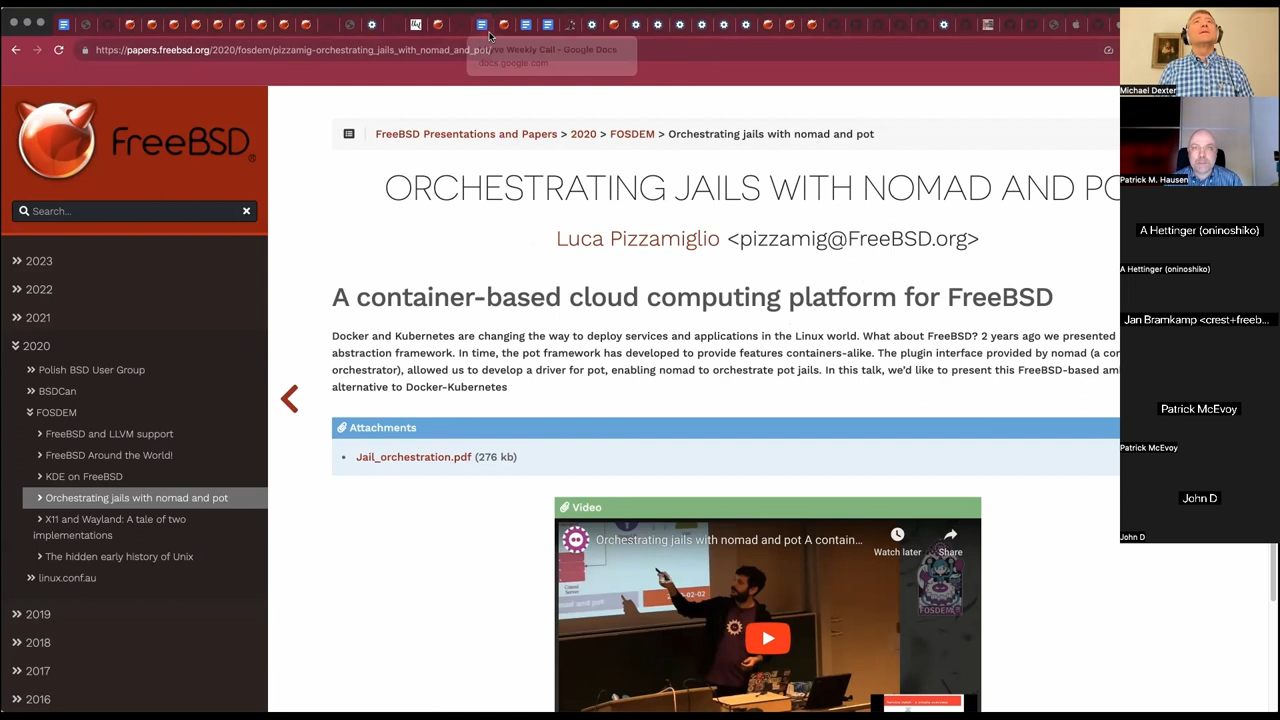 https://papers.freebsd.org/2020/fosdem/pizzamig-orchestrating_jails_with_nomad_and_pot/
Weekly Call - Google Docs
docs.google.com
FreeBSD
Search...
2023
2022
2021
2020
Polish BSD User Group
BSDCan
FOSDEM
FreeBSD and LLVM support
FreeBSD Around the World!
KDE on FreeBSD
Orchestrating jails with nomad and pot
X11 and Wayland: A tale of two
implementations
The hidden early history of Unix
linux.conf.au
2019
2018
2017
2016
FreeBSD Presentations and Papers > 2020 > FOSDEM > Orchestrating jails with nomad and pot
ORCHESTRATING JAILS WITH NOMAD AND PO
Luca Pizzamiglio <pizzamig@FreeBSD.org>
A container-based cloud computing platform for FreeBSD
Docker and Kubernetes are changing the way to deploy services and applications in the Linux world. What about FreeBSD? 2 years ago we presented
abstraction framework. In time, the pot framework has developed to provide features containers-alike. The plugin interface provided by nomad (a cor
orchestrator), allowed us to develop a driver for pot, enabling nomad to orchestrate pot jails. In this talk, we'd like to present this FreeBSD-based am
alternative to Docker-Kubernetes
Attachments
• Jail_orchestration.pdf (276 kb)
Video
Orchestrating jails with nomad and pot A contain...
Watch later
Share
FOSDEM
Michael Dexter
Patrick M. Hausen
A Hettinger (oninoshiko)
A Hettinger (oninoshiko)
Jan Bramkamp <crest+freeb...
Patrick McEvoy
Patrick McEvoy
John D
John D